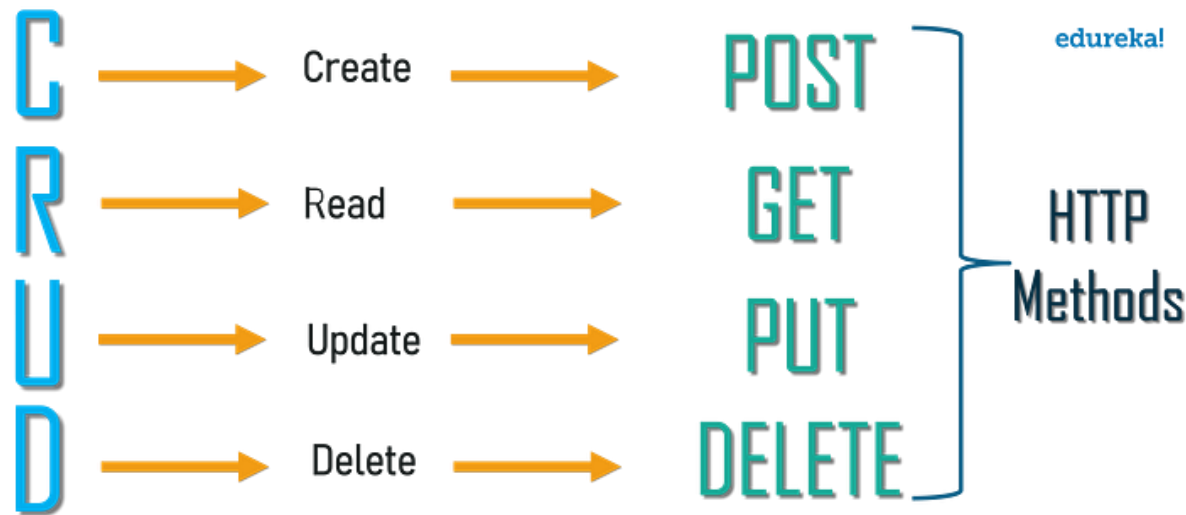 C Create POST
R Read GET
U Update PUT
D Delete DELETE
edureka!
HTTP
Methods